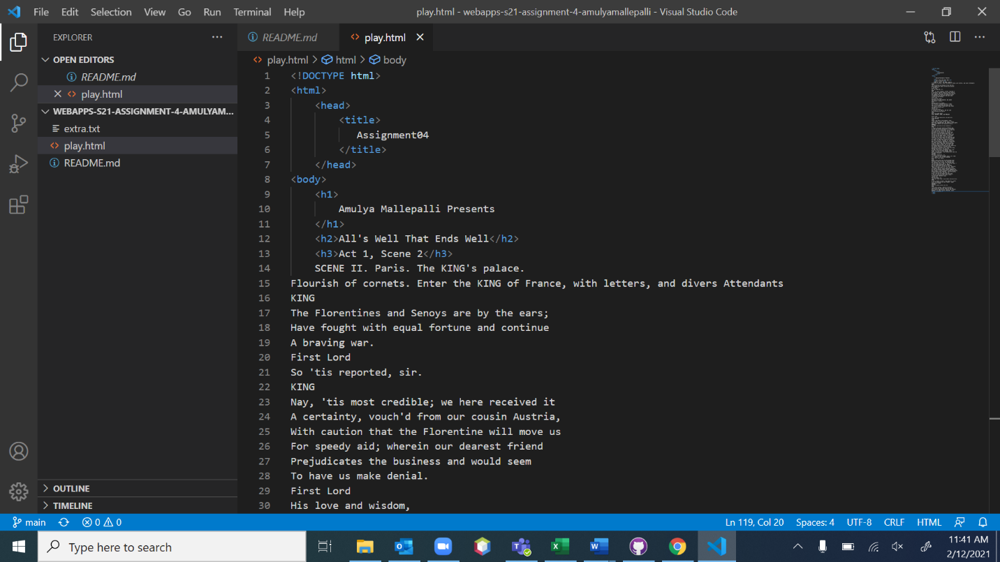 File Edit Selection View Go Run Terminal Help
play.html - webapps-s21-assignment-4-amulyamallepalli - Visual Studio Code
EXPLORER
OPEN EDITORS
README.md
play.html
WEBAPPS-S21-ASSIGNMENT-4-AMULYAM...
extra.txt
play.html
README.md
OUTLINE
TIMELINE
README.md play.html
play.html > html > body
1 <!DOCTYPE html>
2 <html>
3 <head>
4 <title>
5 Assignment04
6 </title>
7 </head>
8 <body>
9 <h1>
10 Amulya Mallepalli Presents
11 </h1>
12 <h2>All's Well That Ends Well</h2>
13 <h3>Act 1, Scene 2</h3>
14 SCENE II. Paris. The KING's palace.
15 Flourish of cornets. Enter the KING of France, with letters, and divers Attendants
16 KING
17 The Florentines and Senoys are by the ears;
18 Have fought with equal fortune and continue
19 A braving war.
20 First Lord
21 So 'tis reported, sir.
22 KING
23 Nay, 'tis most credible; we here received it
24 A certainty, vouch'd from our cousin Austria,
25 With caution that the Florentine will move us
26 For speedy aid; wherein our dearest friend
27 Prejudicates the business and would seem
28 To have us make denial.
29 First Lord
30 His love and wisdom,
main 0 0 Ln 119, Col 20 Spaces: 4 UTF-8 CRLF HTML
Type here to search
11:41 AM
2/12/2021